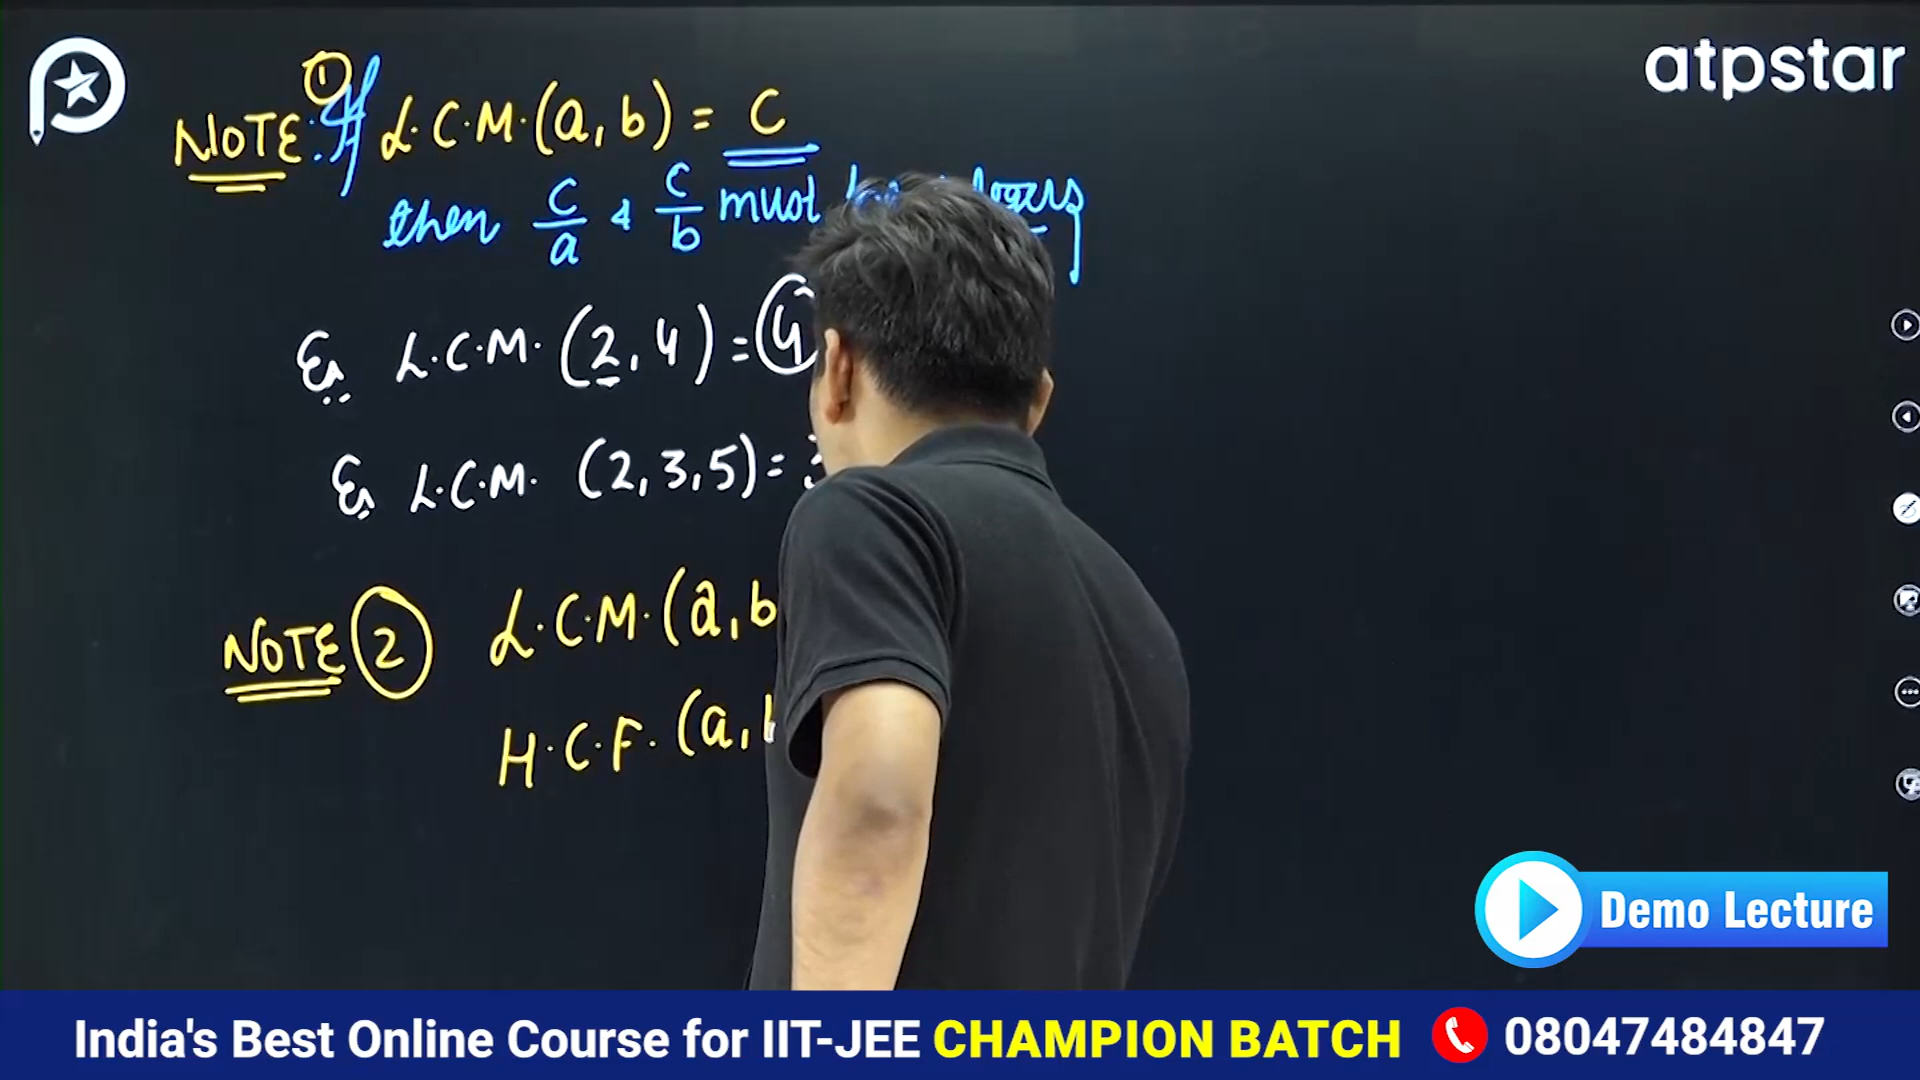 atpstar
NOTE: ① If L.C.M.(a, b) = C
then c/a & c/b must
Ex L.C.M. (2, 4) = 4
Ex L.C.M. (2, 3, 5) =
NOTE ② L.C.M. (a, b
H.C.F. (a,
Demo Lecture
India's Best Online Course for IIT-JEE CHAMPION BATCH 08047484847